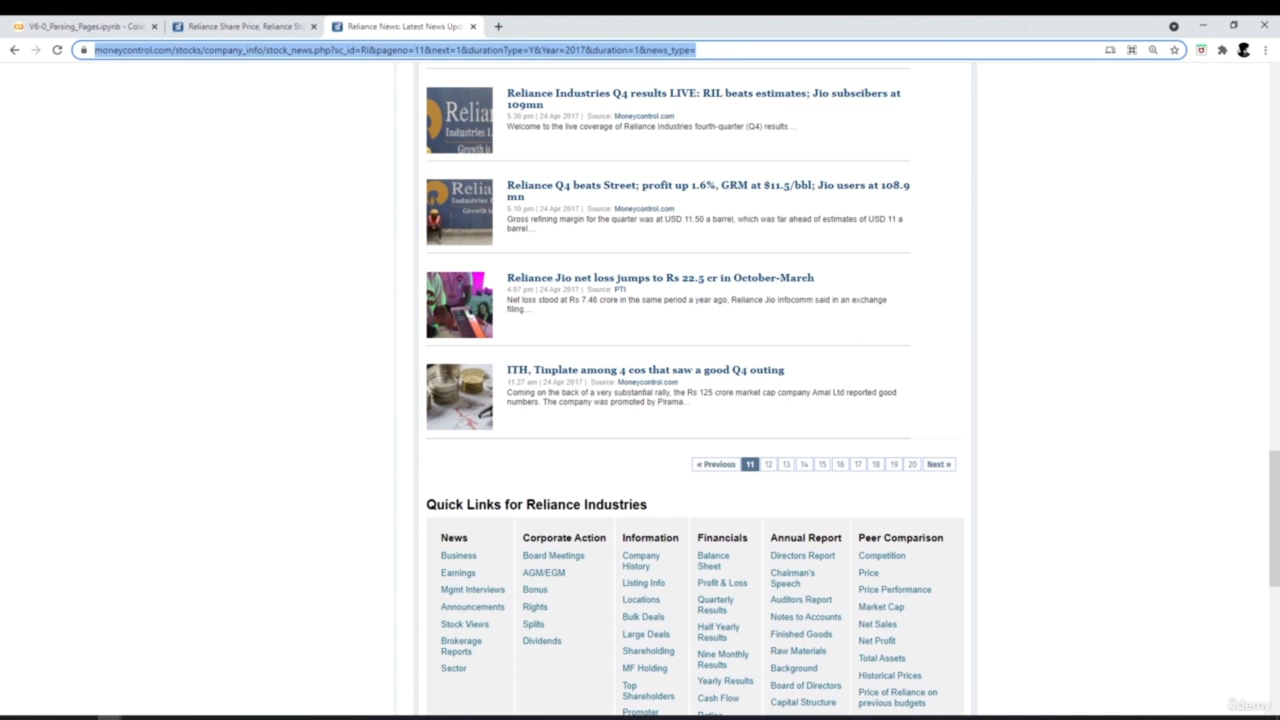 V6-0_Parsing_Pages.ipynb - Cola
Reliance Share Price, Reliance Sto
Reliance News: Latest News Upd
moneycontrol.com/stocks/company_info/stock_news.php?sc_id=RI&pageno=11&next=1&durationType=Y&Year=2017&duration=1&news_type=
Reliance Industries Q4 results LIVE: RIL beats estimates; Jio subscibers at
109mn
5.36 pm | 24 Apr 2017 | Source: Moneycontrol.com
Welcome to the live coverage of Reliance Industries fourth-quarter (Q4) results....
Reliance Q4 beats Street; profit up 1.6%, GRM at $11.5/bbl; Jio users at 108.9
mn
5.10 pm | 24 Apr 2017 | Source: Moneycontrol.com
Gross refining margin for the quarter was at USD 11.50 a barrel, which was far ahead of estimates of USD 11 a
barrel....
Reliance Jio net loss jumps to Rs 22.5 cr in October-March
4.07 pm | 24 Apr 2017 | Source: PTI
Net loss stood at Rs 7.46 crore in the same period a year ago, Reliance Jio Infocomm said in an exchange
filing....
ITH, Tinplate among 4 cos that saw a good Q4 outing
11.27 am | 24 Apr 2017 | Source: Moneycontrol.com
Coming on the back of a very substantial rally, the Rs 125 crore market cap company Amal Ltd reported good
numbers. The company was promoted by Pirama...
« Previous 11 12 13 14 15 16 17 18 19 20 Next »
Quick Links for Reliance Industries
News
Business
Earnings
Mgmt Interviews
Announcements
Stock Views
Brokerage
Reports
Sector
Corporate Action
Board Meetings
AGM/EGM
Bonus
Rights
Splits
Dividends
Information
Company
History
Listing Info
Locations
Bulk Deals
Large Deals
Shareholding
MF Holding
Top
Shareholders
Promoter
Financials
Balance
Sheet
Profit & Loss
Quarterly
Results
Half Yearly
Results
Nine Monthly
Results
Yearly Results
Cash Flow
Ratios
Annual Report
Directors Report
Chairman's
Speech
Auditors Report
Notes to Accounts
Finished Goods
Raw Materials
Background
Board of Directors
Capital Structure
Peer Comparison
Competition
Price
Price Performance
Market Cap
Net Sales
Net Profit
Total Assets
Historical Prices
Price of Reliance on
previous budgets
ûdemy